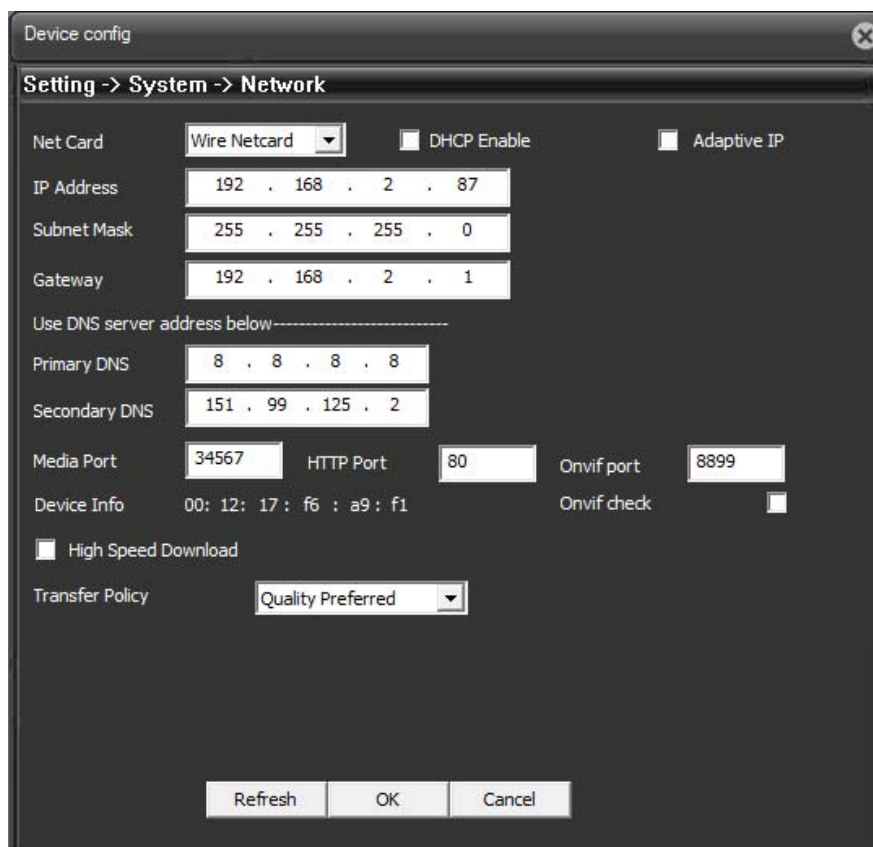 Device config
Setting -> System -> Network
Net Card Wire Netcard DHCP Enable Adaptive IP
IP Address 192 . 168 . 2 . 87
Subnet Mask 255 . 255 . 255 . 0
Gateway 192 . 168 . 2 . 1
Use DNS server address below---------------------------
Primary DNS 8 . 8 . 8 . 8
Secondary DNS 151 . 99 . 125 . 2
Media Port 34567 HTTP Port 80 Onvif port 8899
Device Info 00: 12: 17: f6 : a9: f1 Onvif check
High Speed Download
Transfer Policy Quality Preferred
Refresh OK Cancel